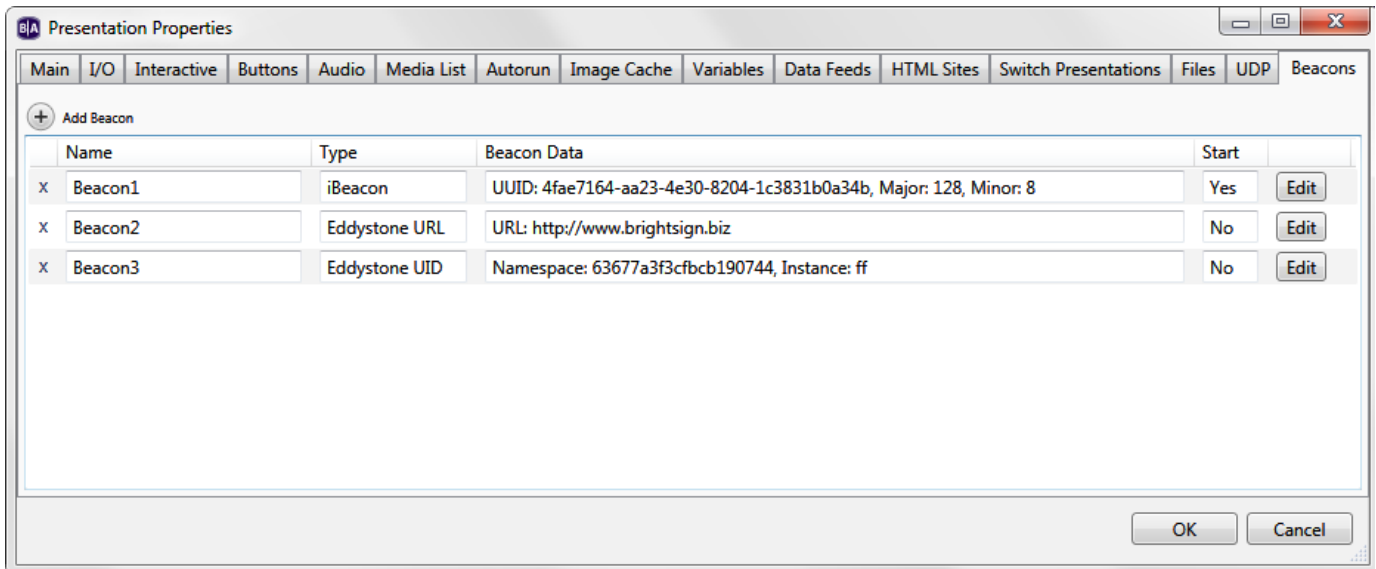 B|A Presentation Properties
Main I/O Interactive Buttons Audio Media List Autorun Image Cache Variables Data Feeds HTML Sites Switch Presentations Files UDP Beacons
+ Add Beacon
Name Type Beacon Data Start
x Beacon1 iBeacon UUID: 4fae7164-aa23-4e30-8204-1c3831b0a34b, Major: 128, Minor: 8 Yes Edit
x Beacon2 Eddystone URL URL: http://www.brightsign.biz No Edit
x Beacon3 Eddystone UID Namespace: 63677a3f3cfbcb190744, Instance: ff No Edit
OK Cancel